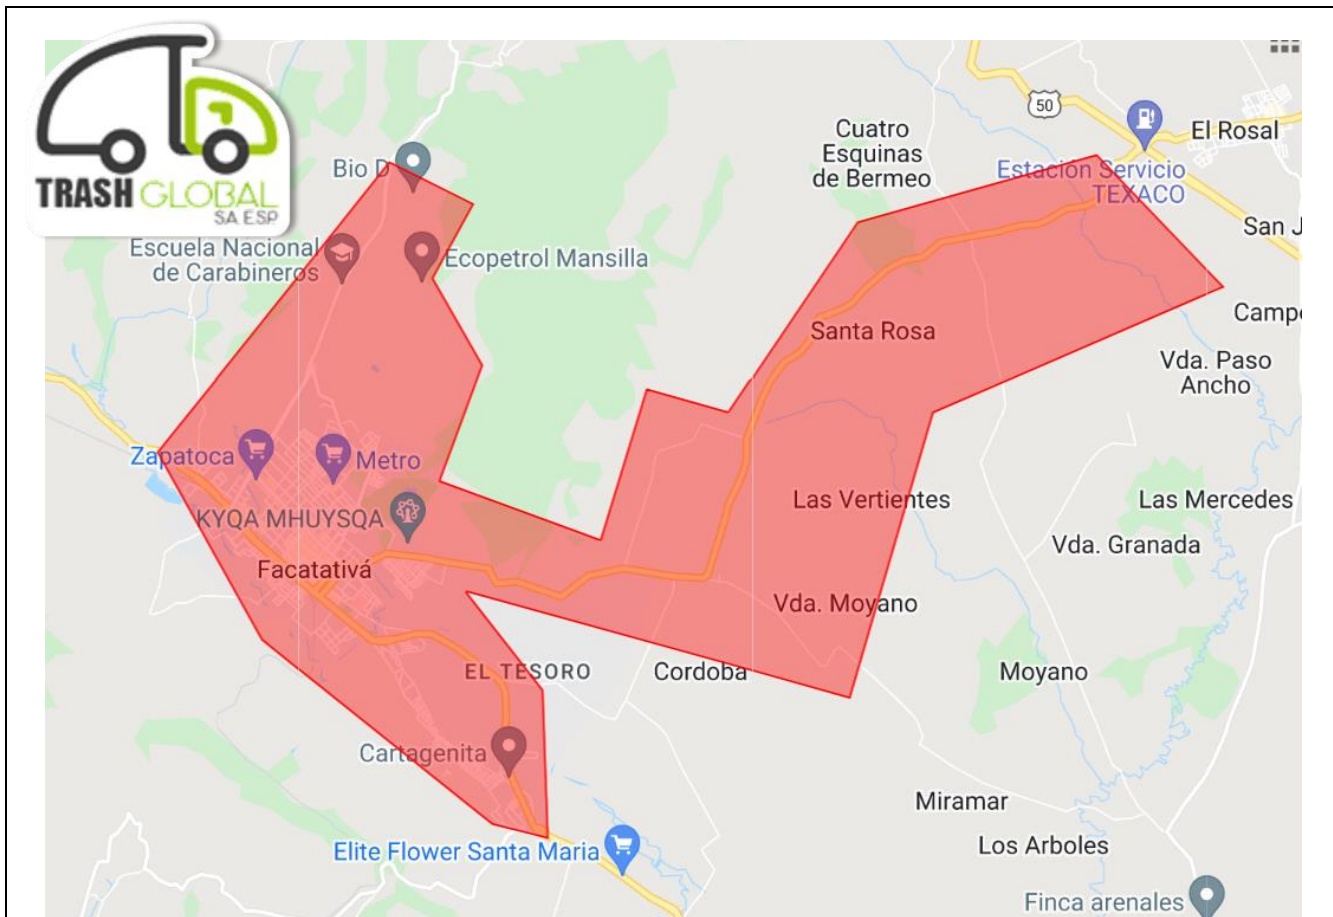 TRASH GLOBAL
SA ESP
50
El Rosal
Cuatro
Esquinas
de Bermeo
Estación Servicio
TEXACO
Bio D
San J
Escuela Nacional
de Carabineros
Ecopetrol Mansilla
Campo
Santa Rosa
Vda. Paso
Ancho
Zapatoca
Metro
Las Vertientes
Las Mercedes
KYQA MHUYSQA
Vda. Granada
Facatativá
Vda. Moyano
EL TESORO
Cordoba
Moyano
Cartagenita
Miramar
Elite Flower Santa Maria
Los Arboles
Finca arenales